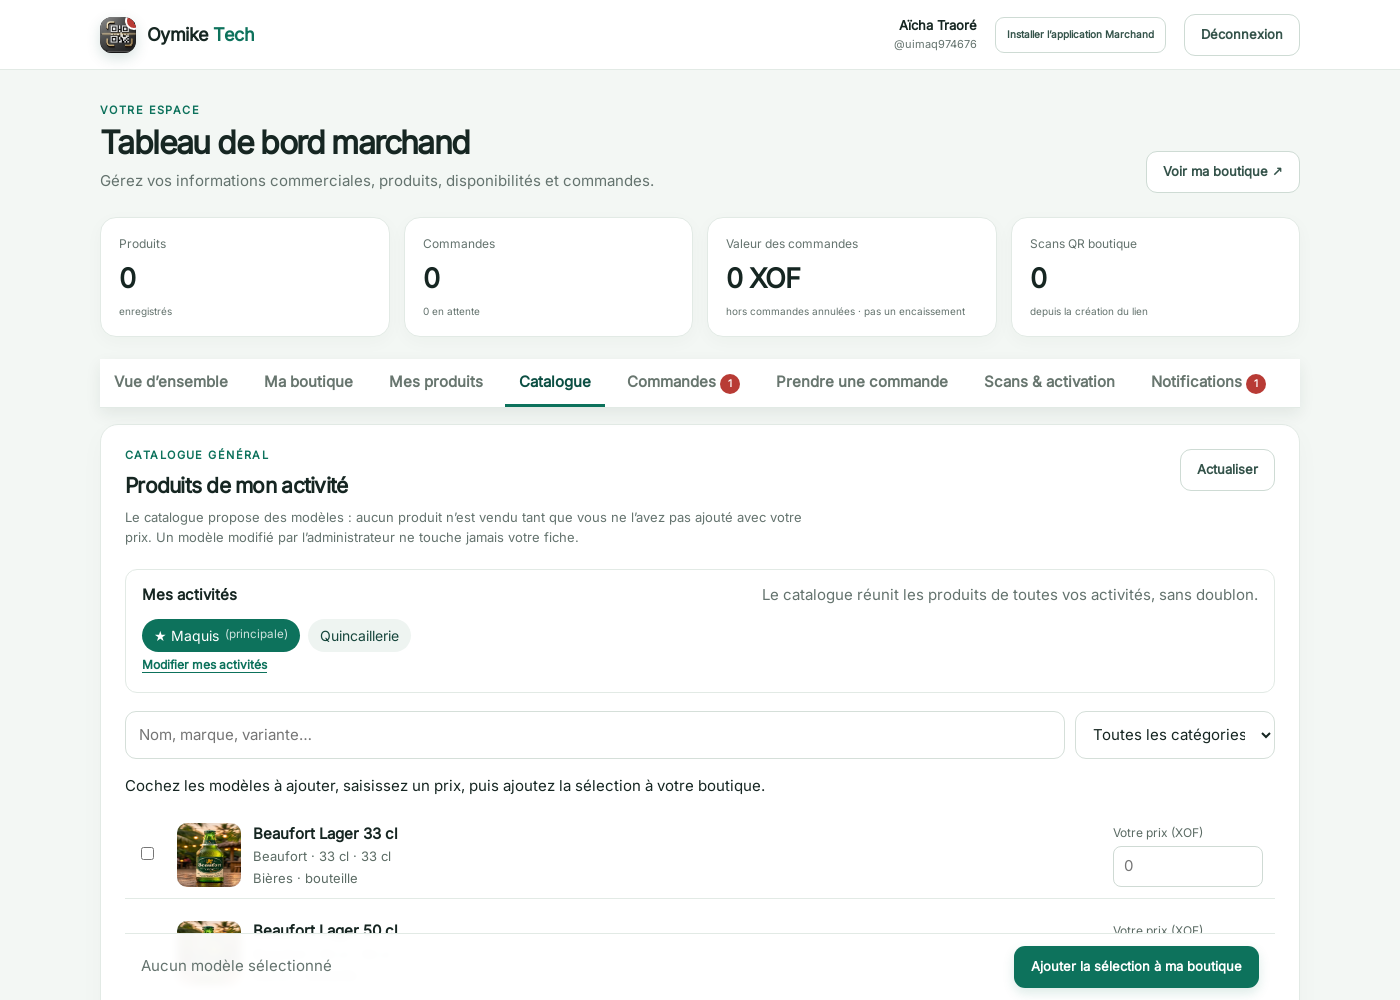 Oymike Tech
Aïcha Traoré
@uimaq974676
Installer l’application Marchand
Déconnexion
VOTRE ESPACE
Tableau de bord marchand
Gérez vos informations commerciales, produits, disponibilités et commandes.
Voir ma boutique ↗
Produits
0
enregistrés
Commandes
0
0 en attente
Valeur des commandes
0 XOF
hors commandes annulées · pas un encaissement
Scans QR boutique
0
depuis la création du lien
Vue d’ensemble
Ma boutique
Mes produits
Catalogue
Commandes 1
Prendre une commande
Scans & activation
Notifications 1
CATALOGUE GÉNÉRAL
Produits de mon activité
Le catalogue propose des modèles : aucun produit n’est vendu tant que vous ne l’avez pas ajouté avec votre
prix. Un modèle modifié par l’administrateur ne touche jamais votre fiche.
Actualiser
Mes activités
Le catalogue réunit les produits de toutes vos activités, sans doublon.
★ Maquis (principale)
Quincaillerie
Modifier mes activités
Nom, marque, variante…
Toutes les catégories
Cochez les modèles à ajouter, saisissez un prix, puis ajoutez la sélection à votre boutique.
Beaufort Lager 33 cl
Beaufort · 33 cl · 33 cl
Bières · bouteille
Votre prix (XOF)
0
Beaufort Lager 50 cl
Votre prix (XOF)
Aucun modèle sélectionné
Ajouter la sélection à ma boutique